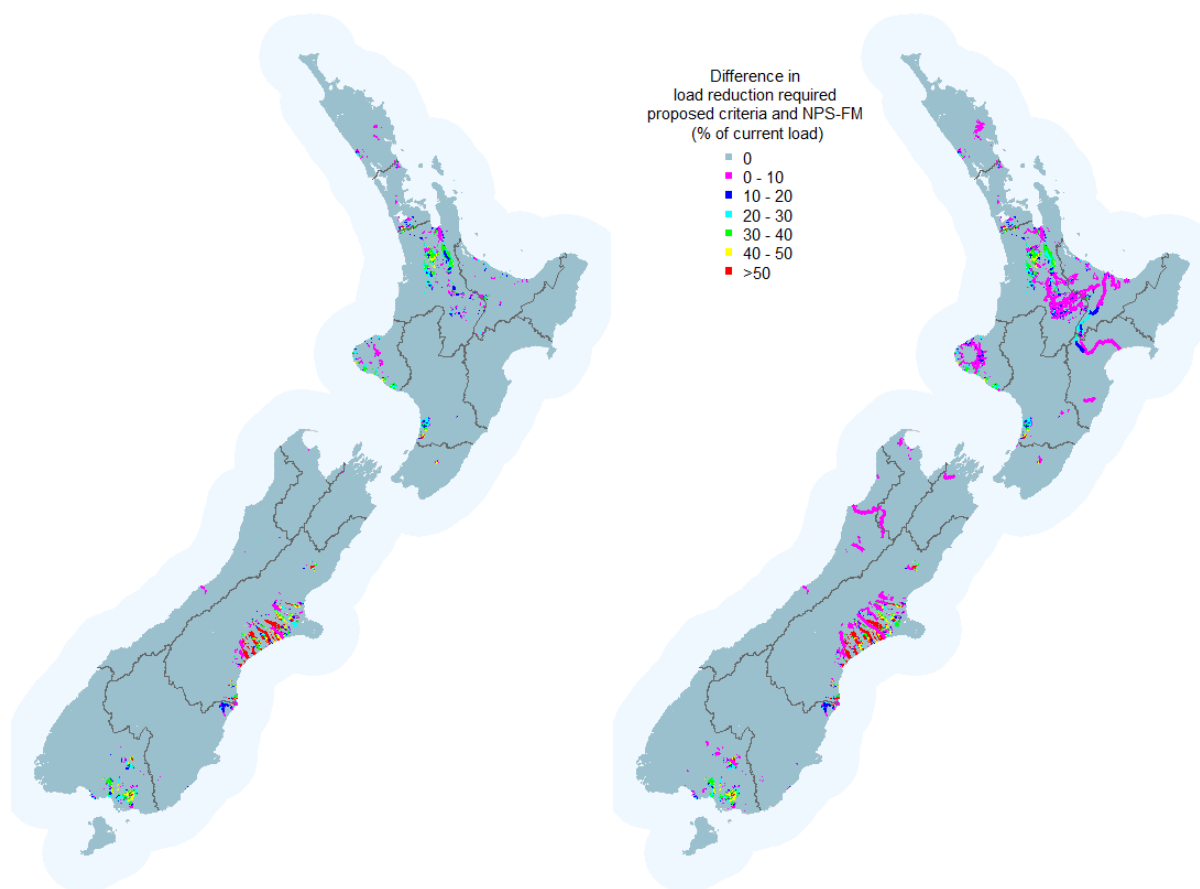 Difference in
load reduction required
proposed criteria and NPS-FM
(% of current load)
0
0 - 10
10 - 20
20 - 30
30 - 40
40 - 50
>50